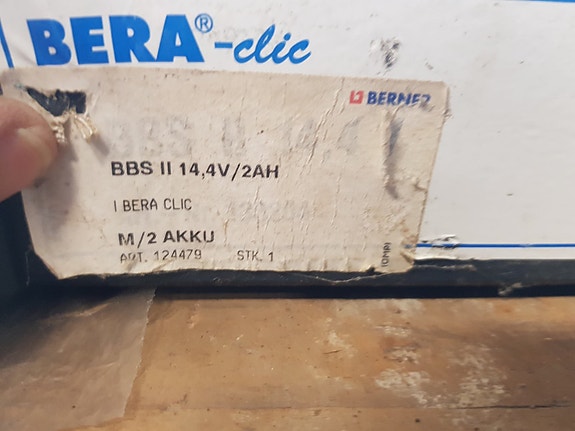 BERA®-clic
BERNER
BBS II 14,4V/2AH
I BERA CLIC
M/2 AKKU
ART. 124479 STK. 1